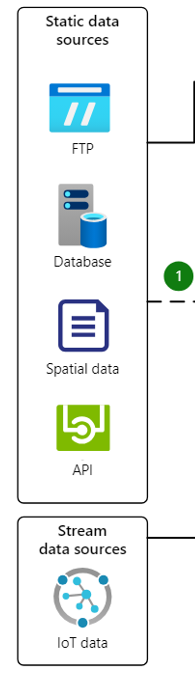 Static data
sources
FTP
Database
1
Spatial data
API
Stream
data sources
IoT data